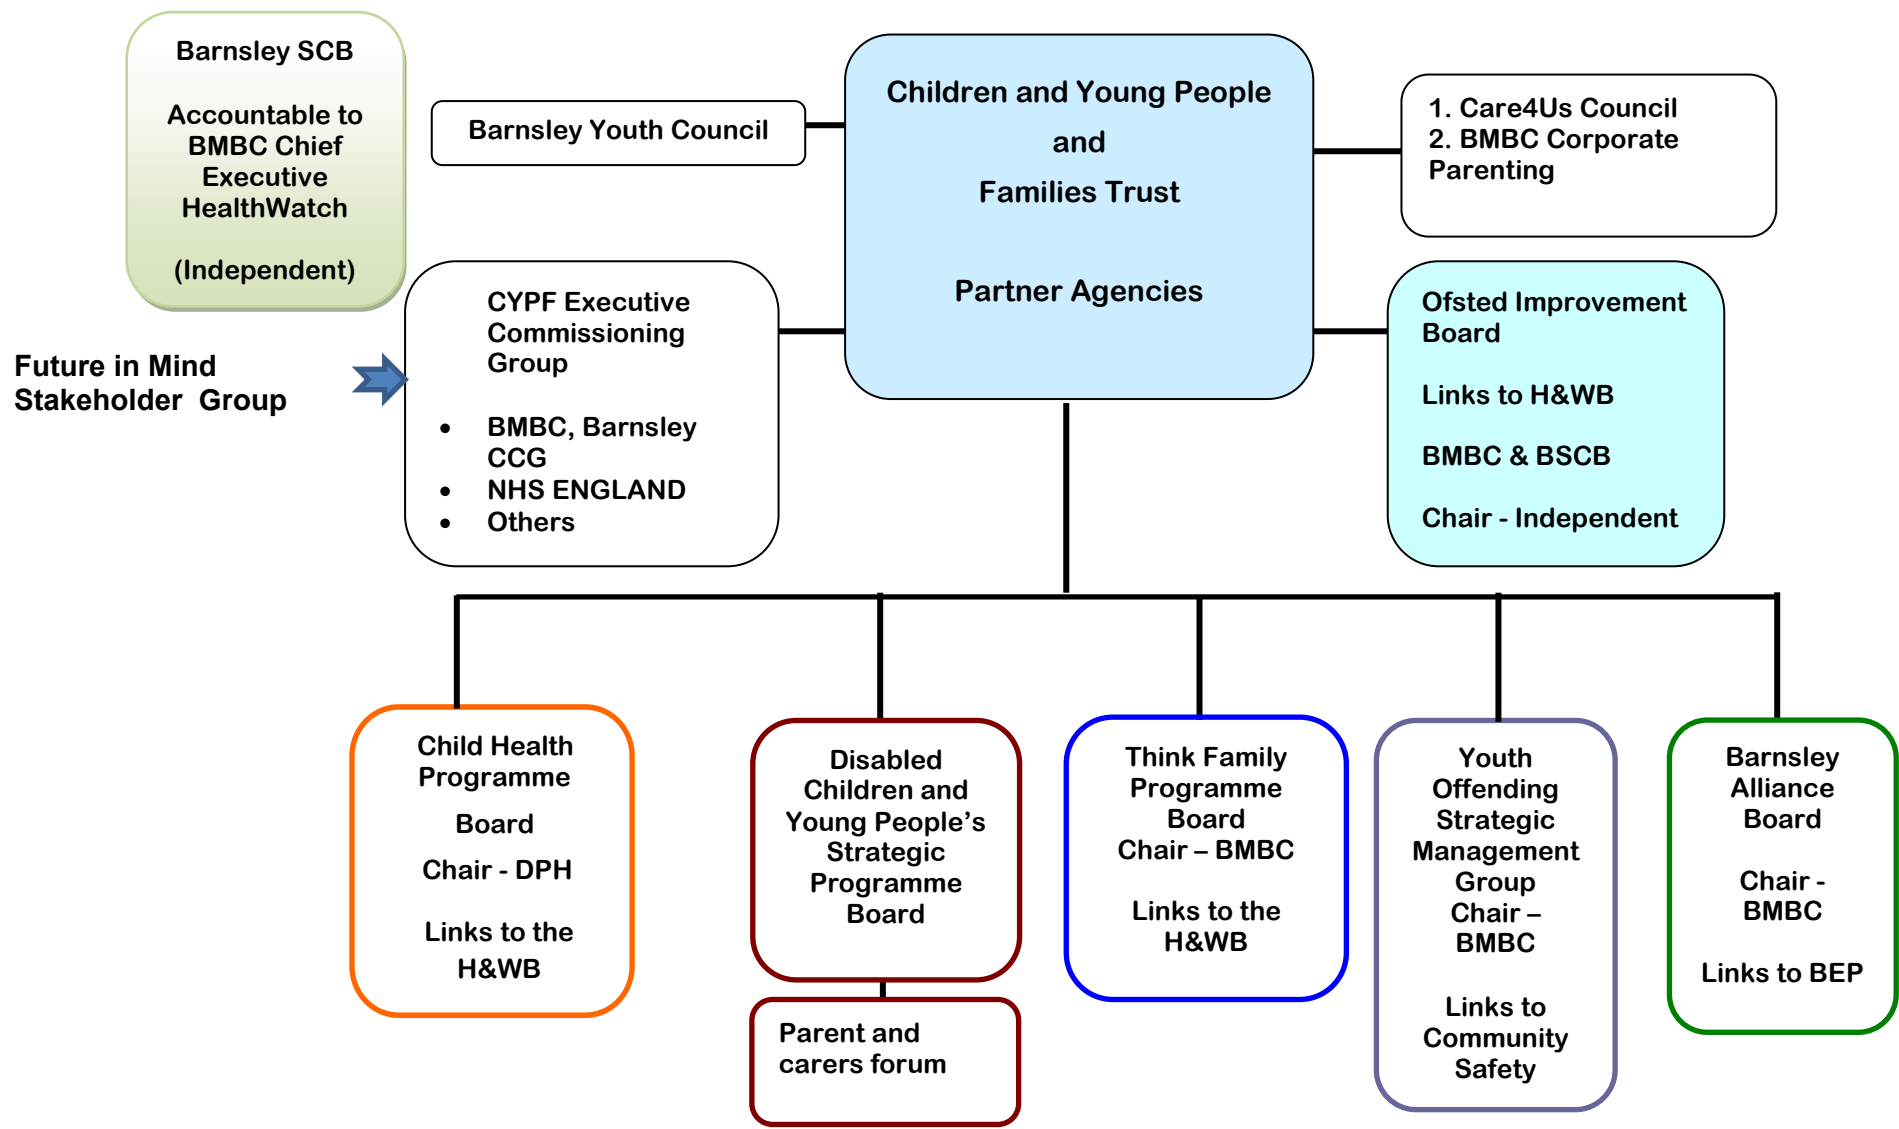 Barnsley SCB
Accountable to
BMBC Chief
Executive
HealthWatch
(Independent)
Barnsley Youth Council
Children and Young People
and
Families Trust
Partner Agencies
1. Care4Us Council
2. BMBC Corporate
Parenting
Future in Mind
Stakeholder Group
CYPF Executive
Commissioning
Group
• BMBC, Barnsley
CCG
• NHS ENGLAND
• Others
Ofsted Improvement
Board
Links to H&WB
BMBC & BSCB
Chair - Independent
Child Health
Programme
Board
Chair - DPH
Links to the
H&WB
Disabled
Children and
Young People’s
Strategic
Programme
Board
Parent and
carers forum
Think Family
Programme
Board
Chair – BMBC
Links to the
H&WB
Youth
Offending
Strategic
Management
Group
Chair –
BMBC
Links to
Community
Safety
Barnsley
Alliance
Board
Chair -
BMBC
Links to BEP